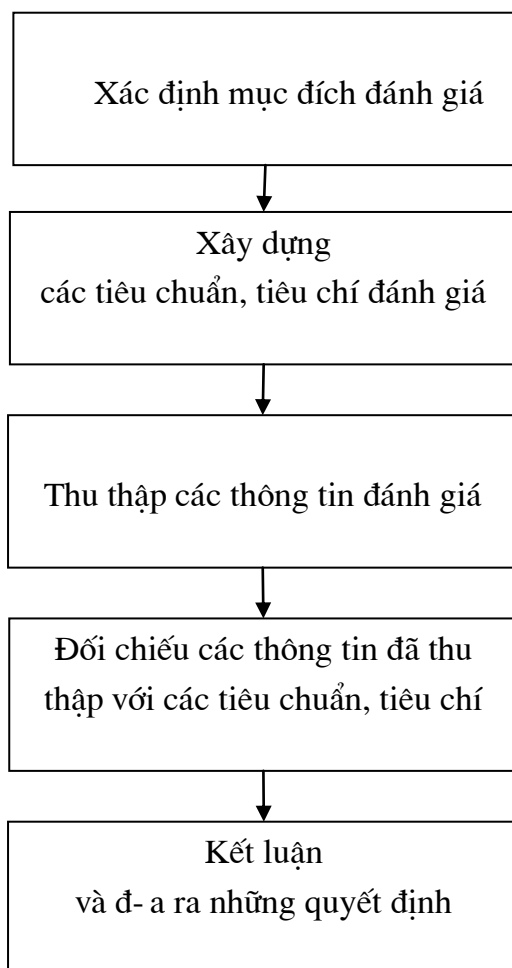 Xác định mục đích đánh giá
Xây dựng
các tiêu chuẩn, tiêu chí đánh giá
Thu thập các thông tin đánh giá
Đối chiếu các thông tin đã thu
thập với các tiêu chuẩn, tiêu chí
Kết luận
và đ- a ra những quyết định